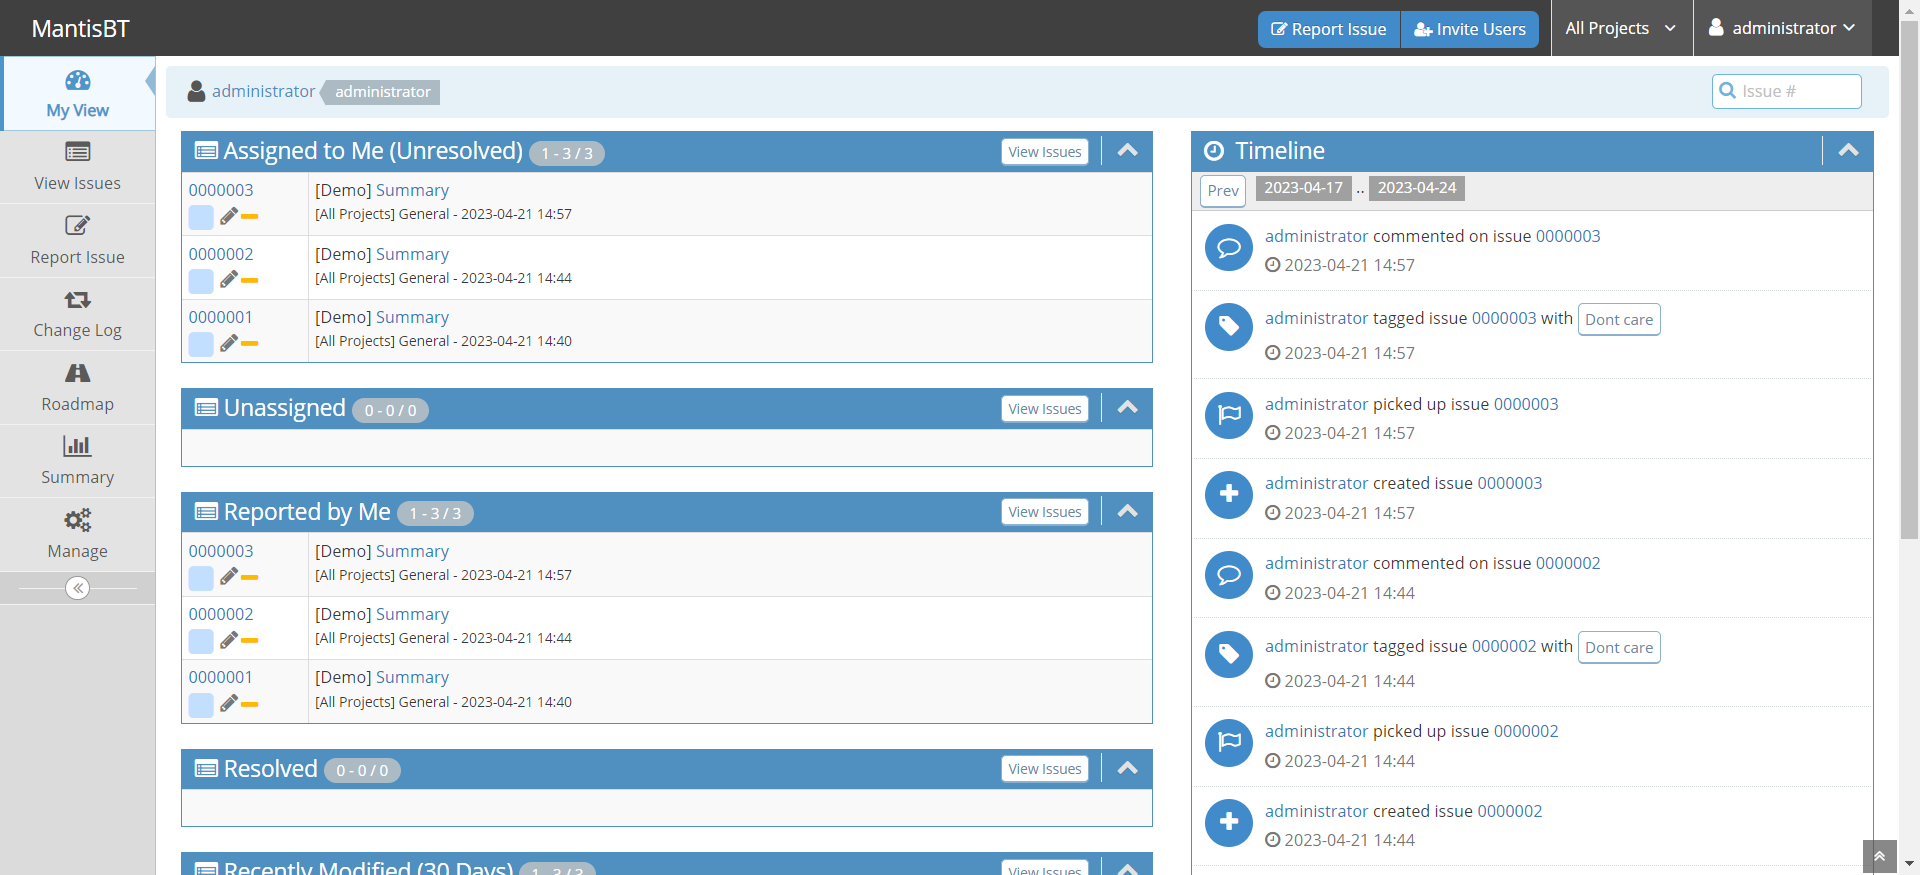 MantisBT
Report Issue
Invite Users
All Projects
administrator
My View
View Issues
Report Issue
Change Log
Roadmap
Summary
Manage
administrator
administrator
Issue #
Assigned to Me (Unresolved) 1 - 3 / 3
View Issues
0000003
[Demo] Summary
[All Projects] General - 2023-04-21 14:57
0000002
[Demo] Summary
[All Projects] General - 2023-04-21 14:44
0000001
[Demo] Summary
[All Projects] General - 2023-04-21 14:40
Unassigned 0 - 0 / 0
View Issues
Reported by Me 1 - 3 / 3
View Issues
0000003
[Demo] Summary
[All Projects] General - 2023-04-21 14:57
0000002
[Demo] Summary
[All Projects] General - 2023-04-21 14:44
0000001
[Demo] Summary
[All Projects] General - 2023-04-21 14:40
Resolved 0 - 0 / 0
View Issues
Recently Modified (30 Days) 1 - 3 / 3
View Issues
Timeline
Prev 2023-04-17 .. 2023-04-24
administrator commented on issue 0000003
2023-04-21 14:57
administrator tagged issue 0000003 with Dont care
2023-04-21 14:57
administrator picked up issue 0000003
2023-04-21 14:57
administrator created issue 0000003
2023-04-21 14:57
administrator commented on issue 0000002
2023-04-21 14:44
administrator tagged issue 0000002 with Dont care
2023-04-21 14:44
administrator picked up issue 0000002
2023-04-21 14:44
administrator created issue 0000002
2023-04-21 14:44